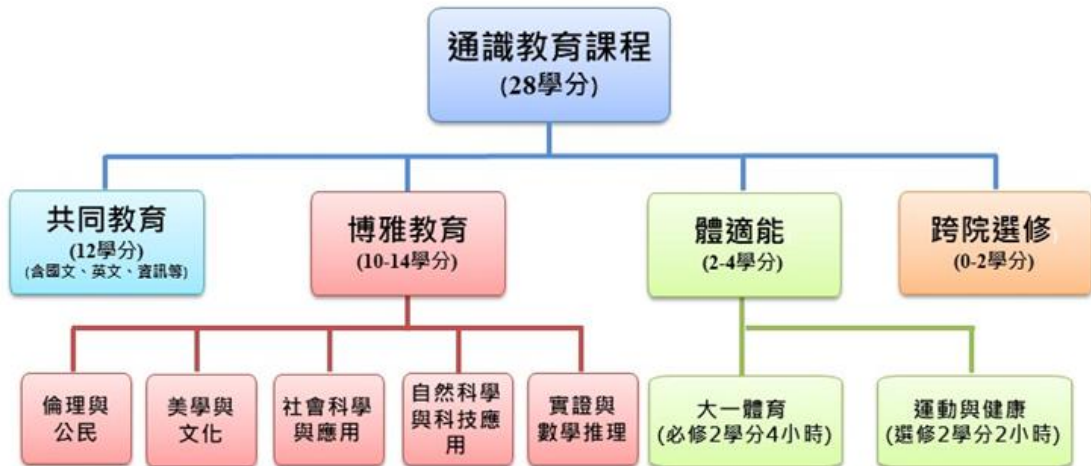 通識教育課程
(28學分)
共同教育
(12學分)
(含國文、英文、資訊等)
博雅教育
(10-14學分)
體適能
(2-4學分)
跨院選修
(0-2學分)
倫理與
公民
美學與
文化
社會科學
與應用
自然科學
與科技應
用
實證與
數學推理
大一體育
(必修2學分4小時)
運動與健康
(選修2學分2小時)